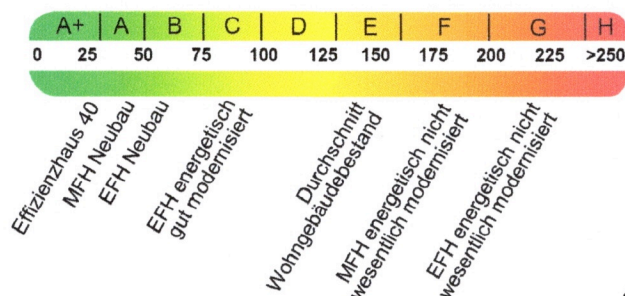 A+ A B C D E F G H
0 25 50 75 100 125 150 175 200 225 >250
Effizienzhaus 40
MFH Neubau
EFH Neubau
EFH energetisch
gut modernisiert
Durchschnitt
Wohngebäudebestand
MFH energetisch nicht
wesentlich modernisiert
EFH energetisch nicht
wesentlich modernisiert